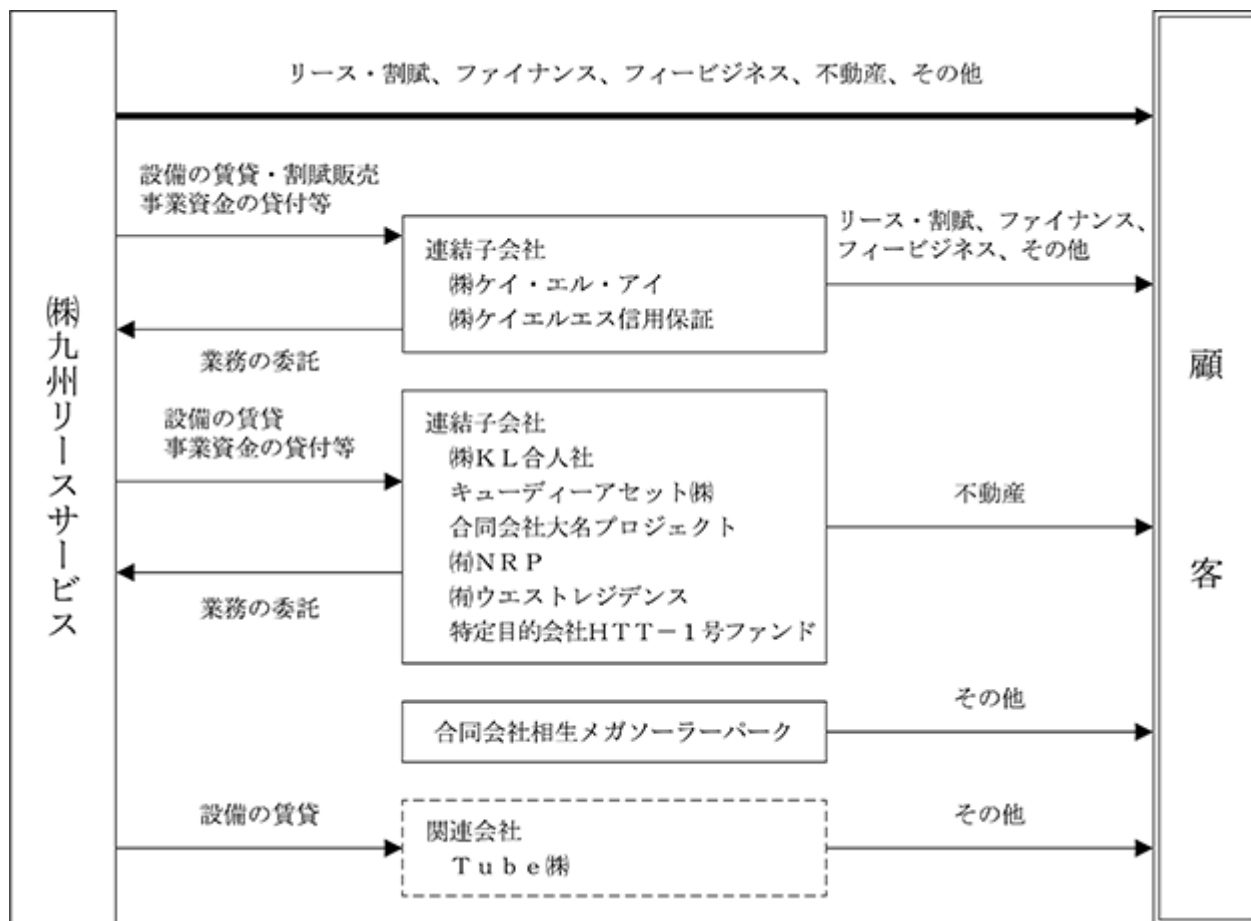 リース・割賦、ファイナンス、フィービジネス、不動産、その他
設備の賃貸・割賦販売
事業資金の貸付等
リース・割賦、ファイナンス、
フィービジネス、その他
連結子会社
㈱ケイ・エル・アイ
㈱ケイエルエス信用保証
業務の委託
㈱九州リースサービス
顧客
設備の賃貸
事業資金の貸付等
連結子会社
㈱ＫＬ合人社
キューディーアセット㈱
合同会社大名プロジェクト
㈲ＮＲＰ
㈲ウエストレジデンス
特定目的会社ＨＴＴ－１号ファンド
不動産
業務の委託
合同会社相生メガソーラーパーク
その他
設備の賃貸
関連会社
Ｔｕｂｅ㈱
その他